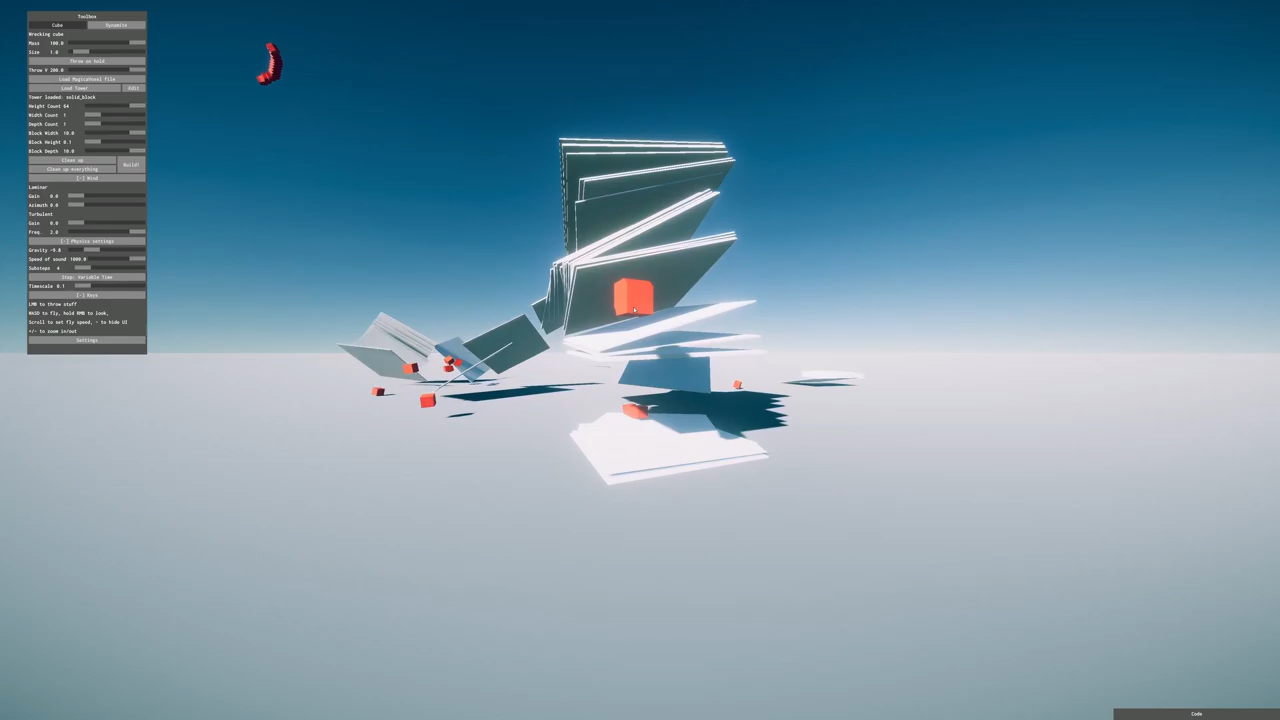 Toolbox
Cube Dynamite
Wrecking cube
Mass 100.0
Size 1.0
Throw on hold
Throw V 200.0
Load MagicaVoxel file
Load Tower Edit
Tower loaded: solid_block
Height Count 64
Width Count 1
Depth Count 1
Block Width 10.0
Block Height 0.1
Block Depth 10.0
Clean up
Build!
Clean up everything
[-] Wind
Laminar
Gain 0.0
Azimuth 0.0
Turbulent
Gain 0.0
Freq. 2.0
[-] Physics settings
Gravity -9.8
Speed of sound 1000.0
Substeps 4
Step: Variable Time
Timescale 0.1
[-] Keys
LMB to throw stuff
WASD to fly, hold RMB to look,
Scroll to set fly speed, - to hide UI
+/- to zoom in/out
Settings
Code